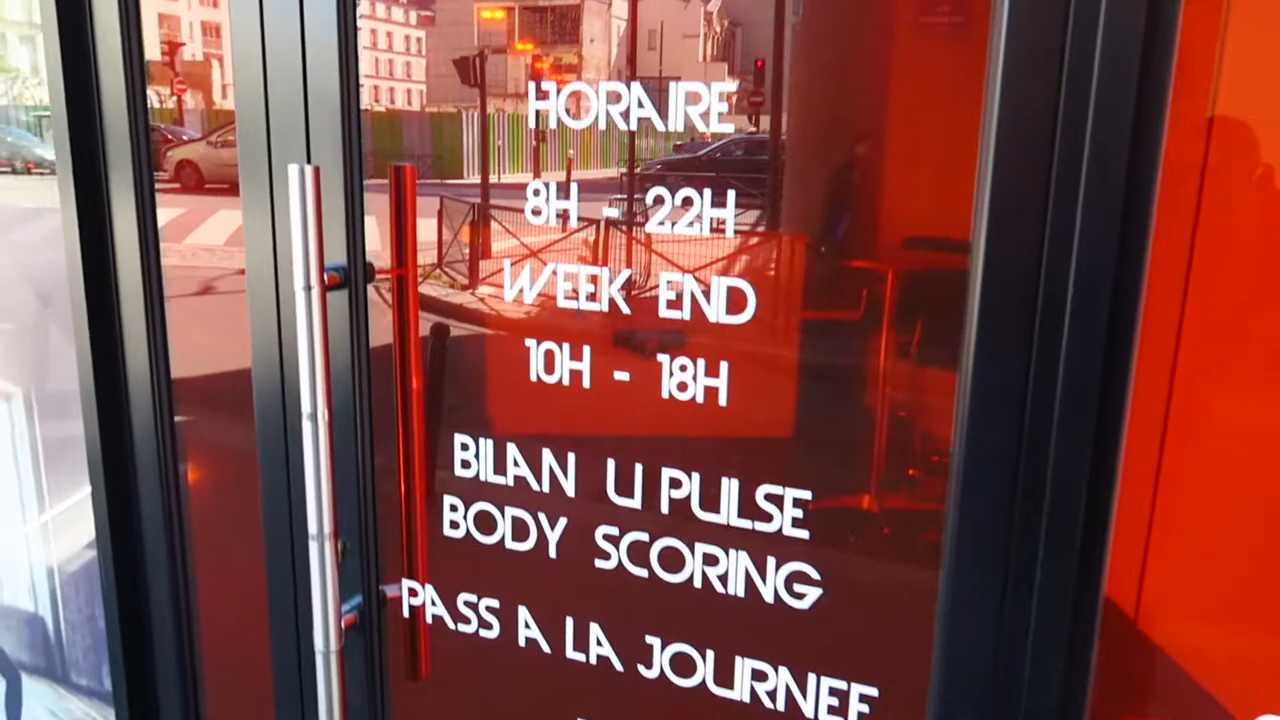 HORAIRE
8H - 22H
WEEK END
10H - 18H
BILAN U PULSE
BODY SCORING
PASS A LA JOURNEE